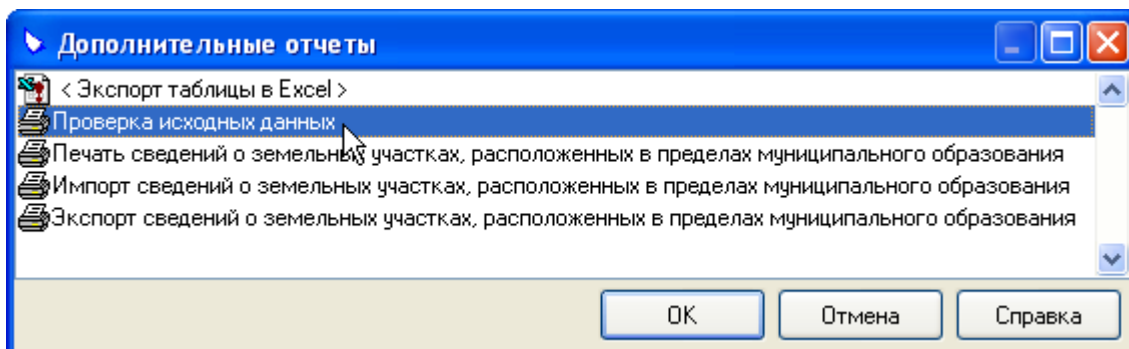 Дополнительные отчеты
< Экспорт таблицы в Excel >
Проверка исходных данных
Печать сведений о земельных участках, расположенных в пределах муниципального образования
Импорт сведений о земельных участках, расположенных в пределах муниципального образования
Экспорт сведений о земельных участках, расположенных в пределах муниципального образования
OK Отмена Справка